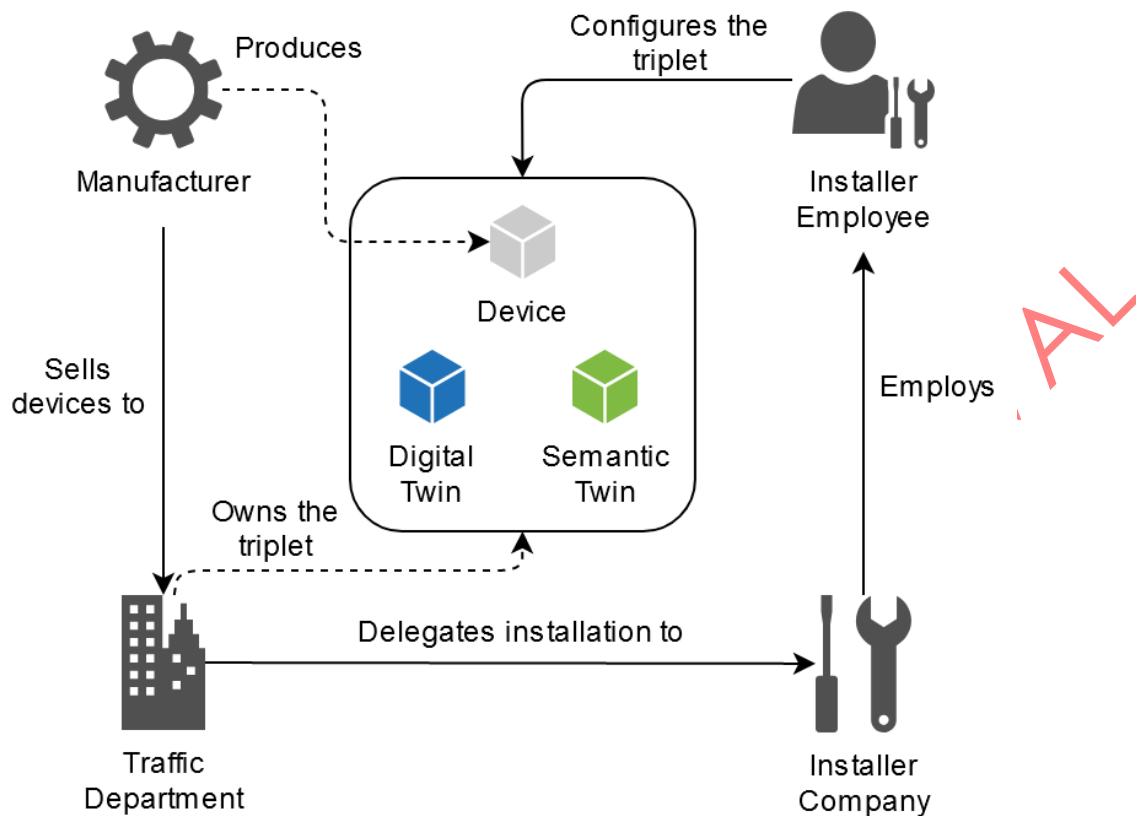 Produces
Configures the
triplet
Manufacturer
Installer
Employee
Device
Sells
devices to
Employs
Digital
Twin
Semantic
Twin
Owns the
triplet
Delegates installation to
Traffic
Department
Installer
Company